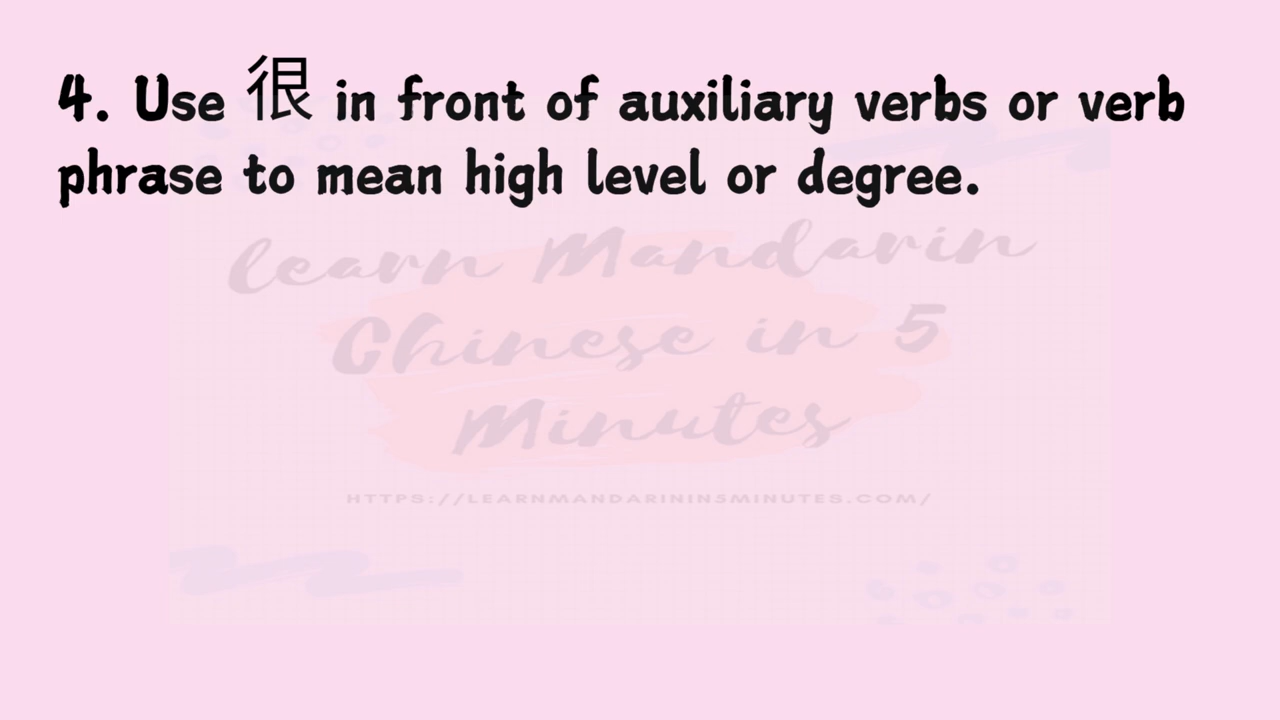 4. Use 很 in front of auxiliary verbs or verb
phrase to mean high level or degree.
learn Mandarin
Chinese in 5
Minutes
HTTPS://LEARNMANDARININ5MINUTES.COM/